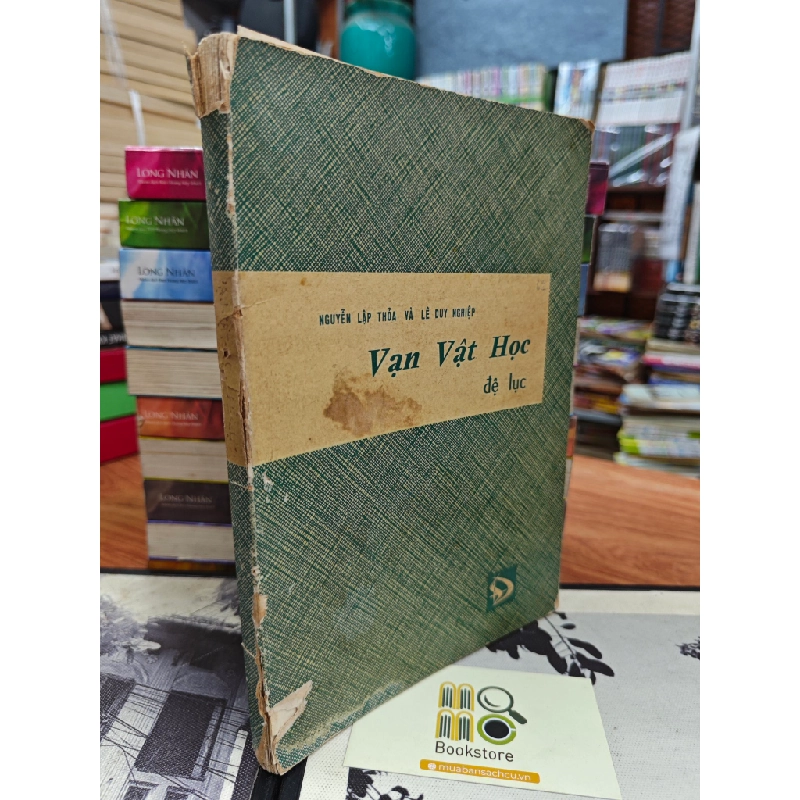 NGUYỄN LẬP THỎA VÀ LÊ DUY NGHIỆP
Vạn Vật Học
đệ lục
LONG NHÂN
LONG NHÂN
LONG NHÂN
LONG NHÂN
LONG NHÂN
MOMO
Bookstore
muabansachcu.vn